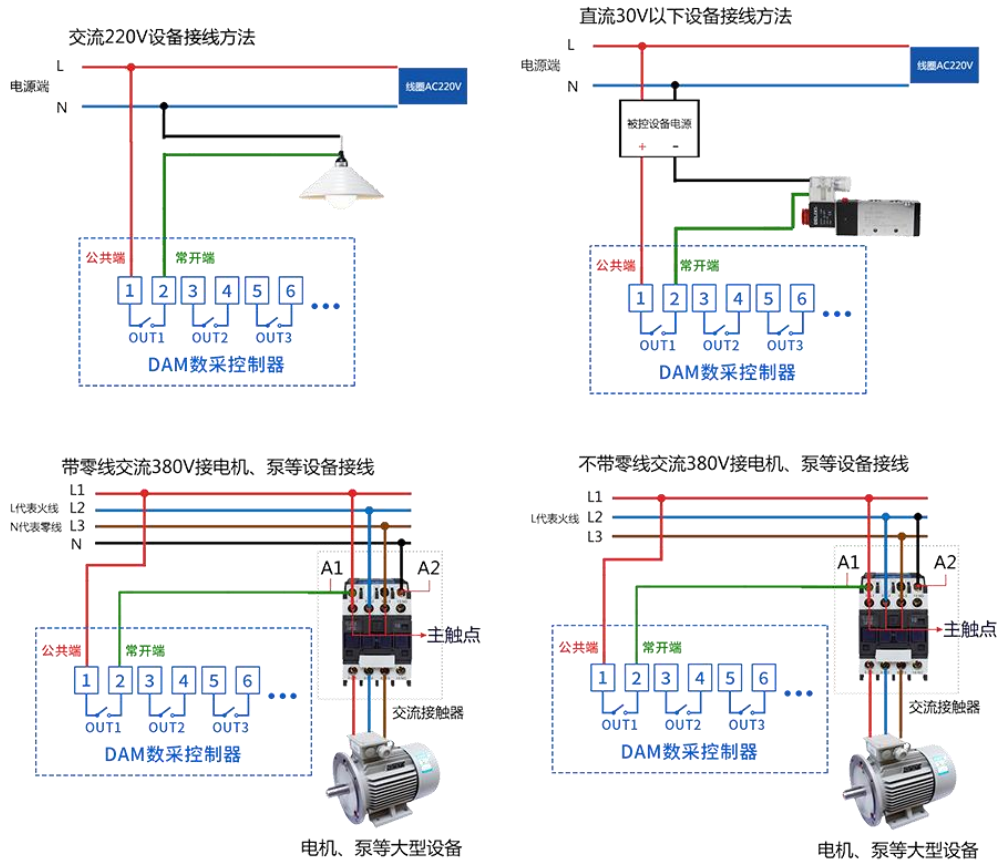 交流220V设备接线方法
L
电源端
N
线圈AC220V
公共端
常开端
1 2 3 4 5 6
OUT1 OUT2 OUT3
DAM数采控制器
直流30V以下设备接线方法
L
电源端
N
线圈AC220V
被控设备电源
+ -
公共端
常开端
1 2 3 4 5 6
OUT1 OUT2 OUT3
DAM数采控制器
带零线交流380V接电机、泵等设备接线
L1
L代表火线 L2
N代表零线 L3
N
A1 A2
主触点
公共端
常开端
1 2 3 4 5 6
OUT1 OUT2 OUT3
DAM数采控制器
交流接触器
电机、泵等大型设备
不带零线交流380V接电机、泵等设备接线
L1
L代表火线 L2
L3
A1 A2
主触点
公共端
常开端
1 2 3 4 5 6
OUT1 OUT2 OUT3
DAM数采控制器
交流接触器
电机、泵等大型设备